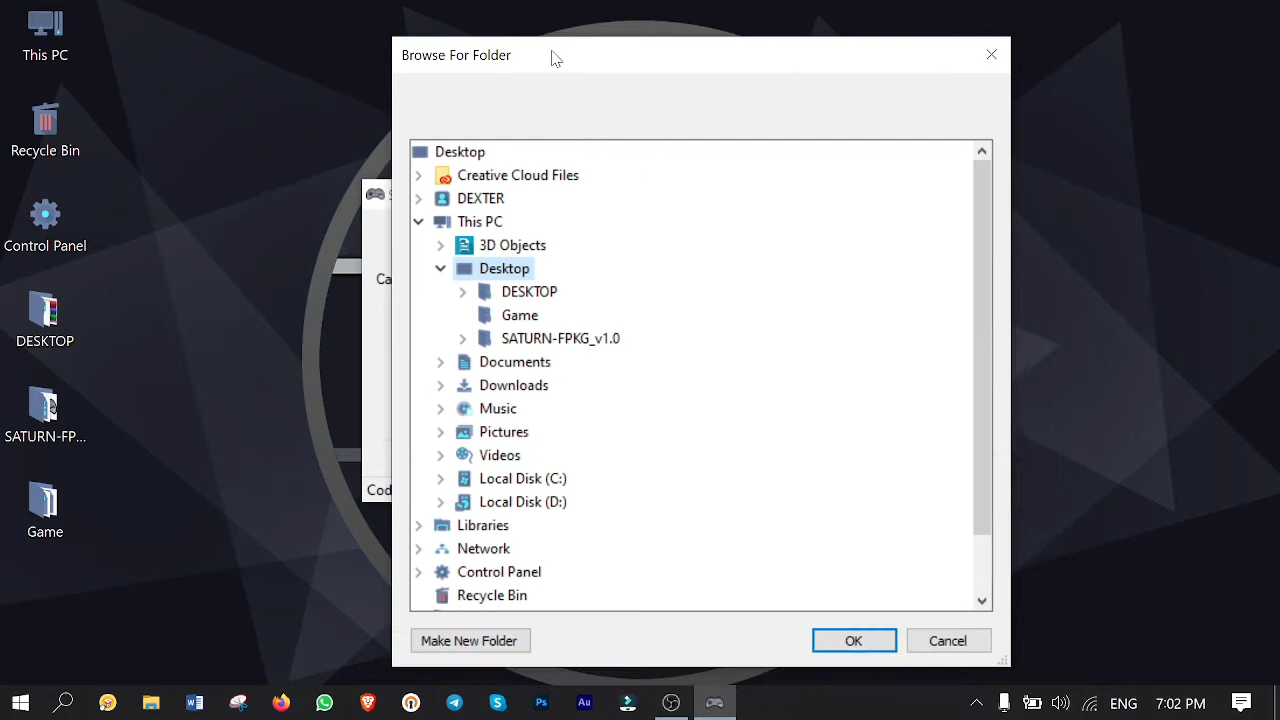 This PC
Recycle Bin
Control Panel
DESKTOP
SATURN-FP...
Game
Browse For Folder
Desktop
Creative Cloud Files
DEXTER
This PC
3D Objects
Desktop
DESKTOP
Game
SATURN-FPKG_v1.0
Documents
Downloads
Music
Pictures
Videos
Local Disk (C:)
Local Disk (D:)
Libraries
Network
Control Panel
Recycle Bin
Make New Folder
OK
Cancel
Ca
Cod
W
Ps
Au
ENG
7:02 PM